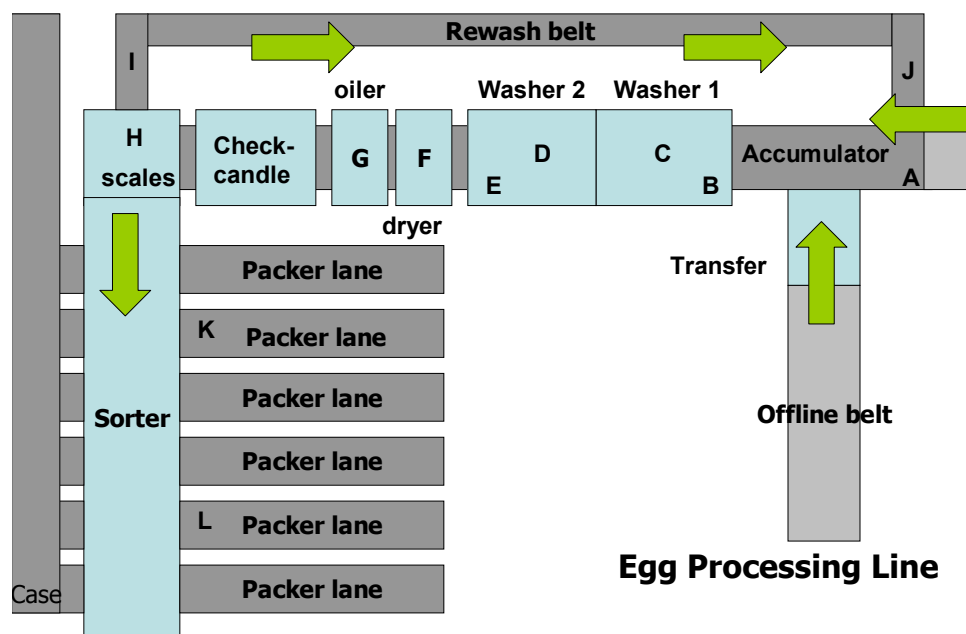 Rewash belt
I
J
oiler
Washer 2
Washer 1
H
scales
Check-
candle
G
F
D
E
C
B
Accumulator
A
dryer
Transfer
Packer lane
K
Packer lane
Packer lane
Sorter
Offline belt
Packer lane
L
Packer lane
Packer lane
Case
Egg Processing Line